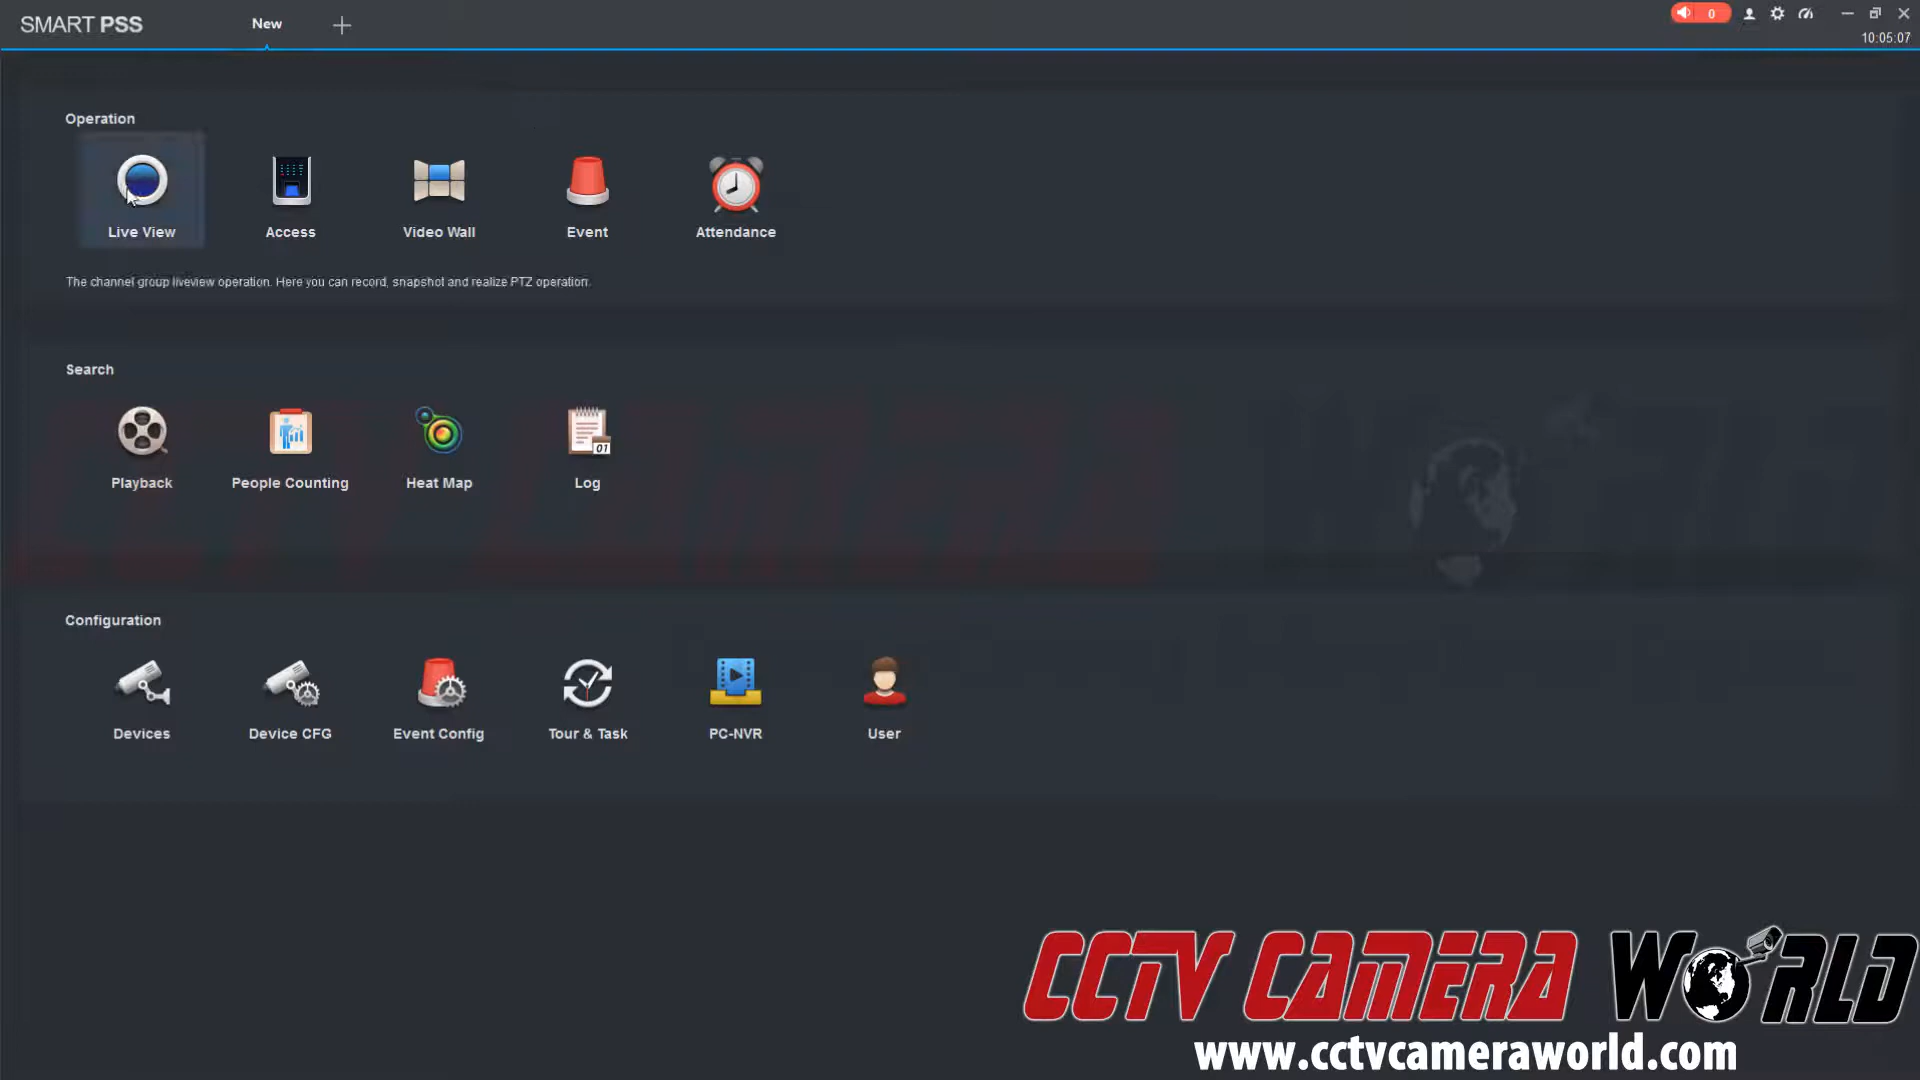 SMART PSS
New
0
10:05:07
Operation
Live View
Access
Video Wall
Event
Attendance
The channel group liveview operation. Here you can record, snapshot and realize PTZ operation.
Search
01
Playback
People Counting
Heat Map
Log
Configuration
Devices
Device CFG
Event Config
Tour & Task
PC-NVR
User
CCTV CAMERA WORLD
www.cctvcameraworld.com